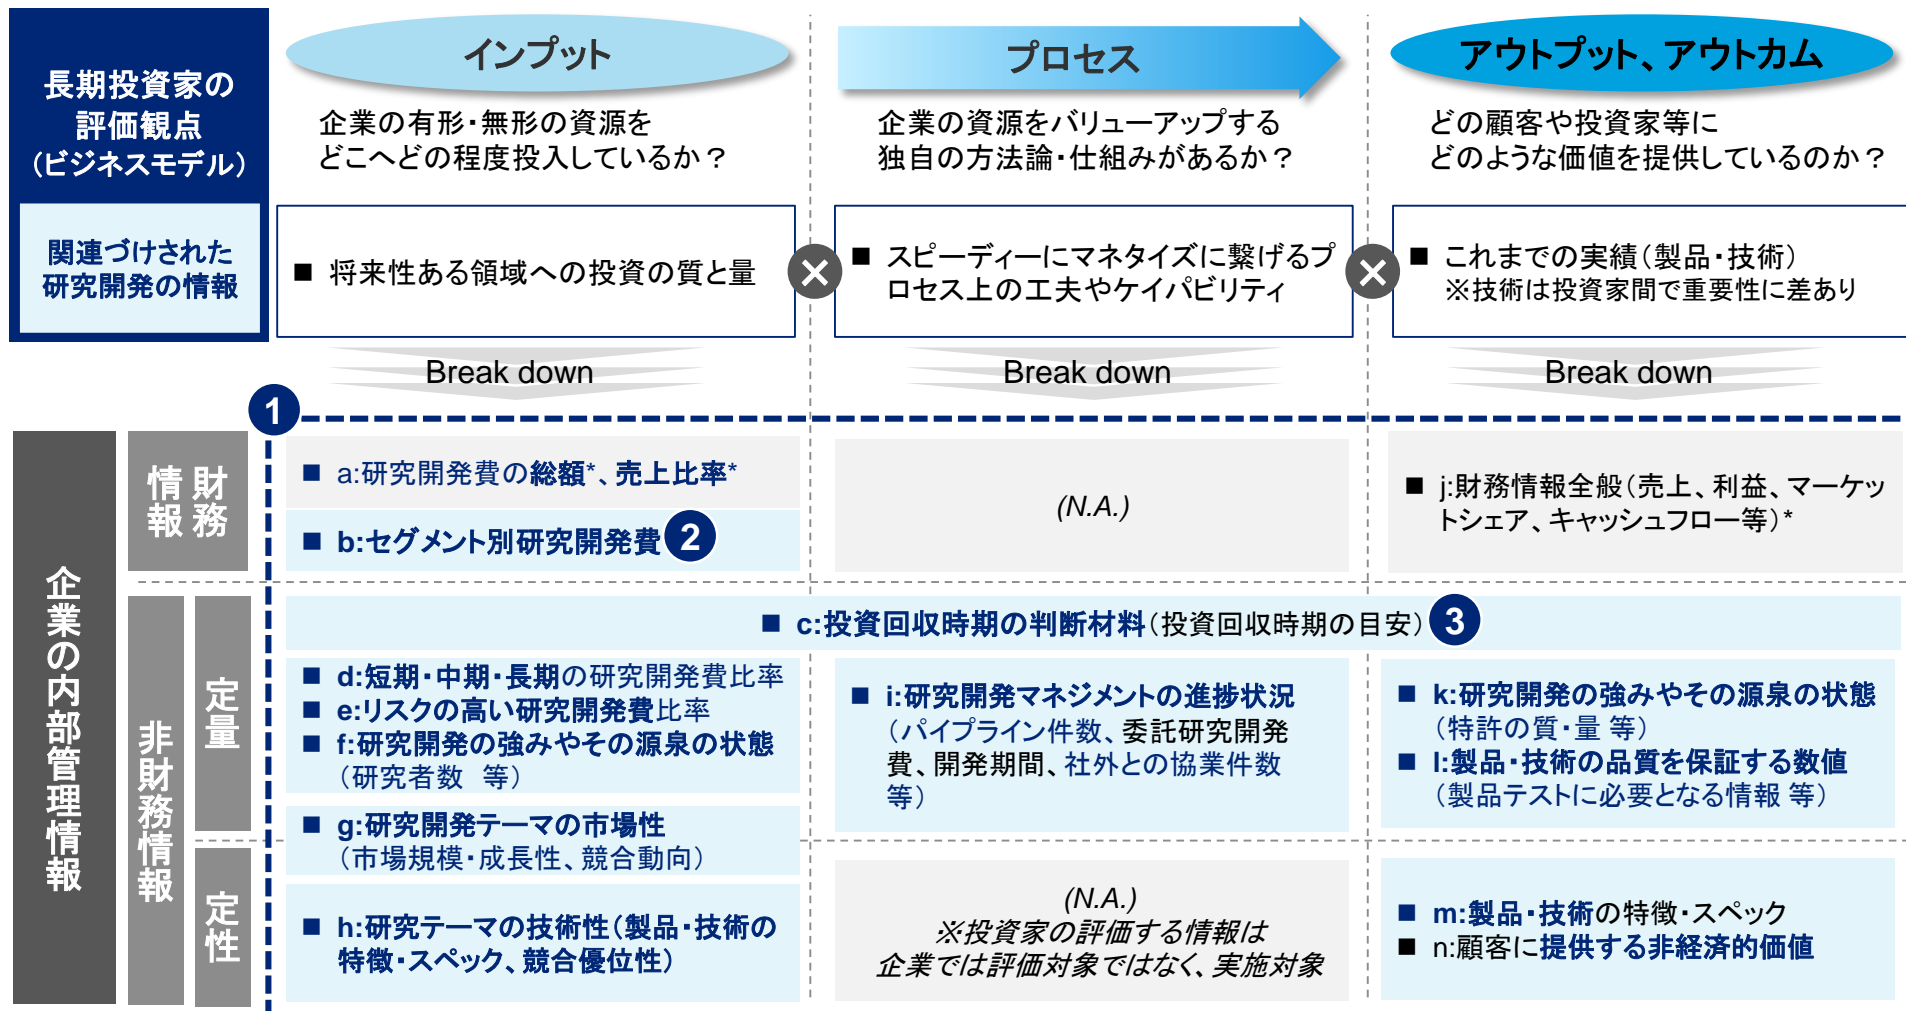 長期投資家の
評価観点
（ビジネスモデル）
関連づけされた
研究開発の情報
インプット
企業の有形・無形の資源を
どこへどの程度投入しているか？
■ 将来性ある領域への投資の質と量
プロセス
企業の資源をバリューアップする
独自の方法論・仕組みがあるか？
■ スピーディーにマネタイズに繋げるプ
ロセス上の工夫やケイパビリティ
アウトプット、アウトカム
どの顧客や投資家等に
どのような価値を提供しているのか？
■ これまでの実績（製品・技術）
※技術は投資家間で重要性に差あり
×
×
Break down
Break down
Break down
1
企業の内部管理情報
財務
情報
■ a:研究開発費の総額*、売上比率*
■ b:セグメント別研究開発費
2
(N.A.)
■ j:財務情報全般（売上、利益、マーケッ
トシェア、キャッシュフロー等）*
非財務情報
定量
■ c:投資回収時期の判断材料（投資回収時期の目安）
3
■ d:短期・中期・長期の研究開発費比率
■ e:リスクの高い研究開発費比率
■ f:研究開発の強みやその源泉の状態
（研究者数　等）
■ g:研究開発テーマの市場性
（市場規模・成長性、競合動向）
■ i:研究開発マネジメントの進捗状況
（パイプライン件数、委託研究開発
費、開発期間、社外との協業件数
等）
■ k:研究開発の強みやその源泉の状態
（特許の質・量 等）
■ l:製品・技術の品質を保証する数値
（製品テストに必要となる情報 等）
定性
■ h:研究テーマの技術性（製品・技術の
特徴・スペック、競合優位性）
(N.A.)
※投資家の評価する情報は
企業では評価対象ではなく、実施対象
■ m:製品・技術の特徴・スペック
■ n:顧客に提供する非経済的価値